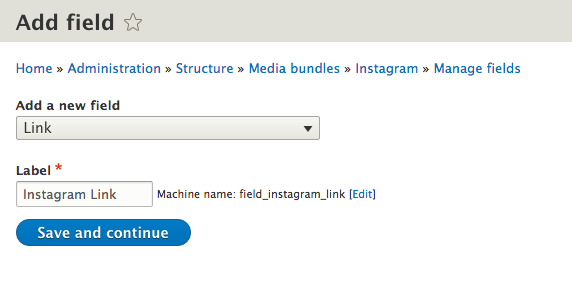 Add field
Home » Administration » Structure » Media bundles » Instagram » Manage fields
Add a new field
Link
Label *
Instagram Link Machine name: field_instagram_link [Edit]
Save and continue